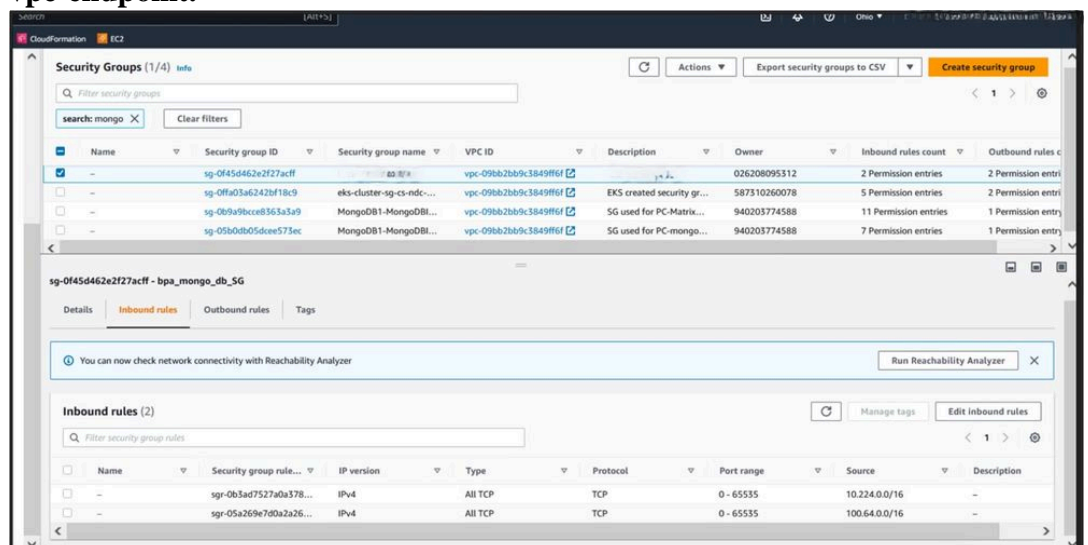 vpc endpoint.
Search [Alt+S] Ohio
CloudFormation EC2
Security Groups (1/4) Info Actions Export security groups to CSV Create security group
Filter security groups 1
search: mongo Clear filters
Name Security group ID Security group name VPC ID Description Owner Inbound rules count Outbound rules c
– sg-0f45d462e2f27acff vpc-09bb2bb9c3849ff6f 026208095312 2 Permission entries 2 Permission entri
– sg-0ffa03a6242bf18c9 eks-cluster-sg-cs-ndc-... vpc-09bb2bb9c3849ff6f EKS created security gr... 587310260078 5 Permission entries 2 Permission entri
– sg-0b9a9bcce8363a3a9 MongoDB1-MongoDBI... vpc-09bb2bb9c3849ff6f SG used for PC-Matrix... 940203774588 11 Permission entries 1 Permission entry
– sg-05b0db05dcee573ec MongoDB1-MongoDBI... vpc-09bb2bb9c3849ff6f SG used for PC-mongo... 940203774588 7 Permission entries 1 Permission entry
sg-0f45d462e2f27acff - bpa_mongo_db_SG
Details Inbound rules Outbound rules Tags
You can now check network connectivity with Reachability Analyzer Run Reachability Analyzer
Inbound rules (2) Manage tags Edit inbound rules
Filter security group rules 1
Name Security group rule... IP version Type Protocol Port range Source Description
– sgr-0b3ad7527a0a378... IPv4 All TCP TCP 0 - 65535 10.224.0.0/16 –
– sgr-05a269e7d0a2a26... IPv4 All TCP TCP 0 - 65535 100.64.0.0/16 –